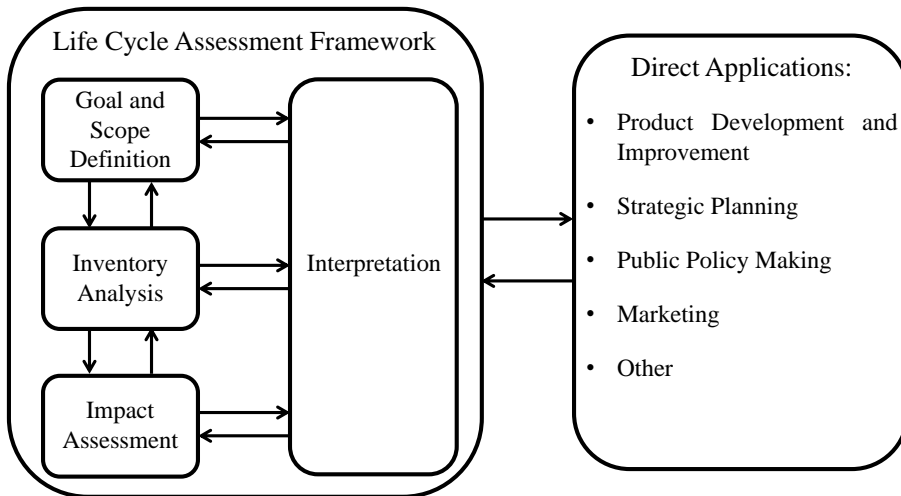 Life Cycle Assessment Framework
Goal and
Scope
Definition
Inventory
Analysis
Impact
Assessment
Interpretation
Direct Applications:
• Product Development and
Improvement
• Strategic Planning
• Public Policy Making
• Marketing
• Other